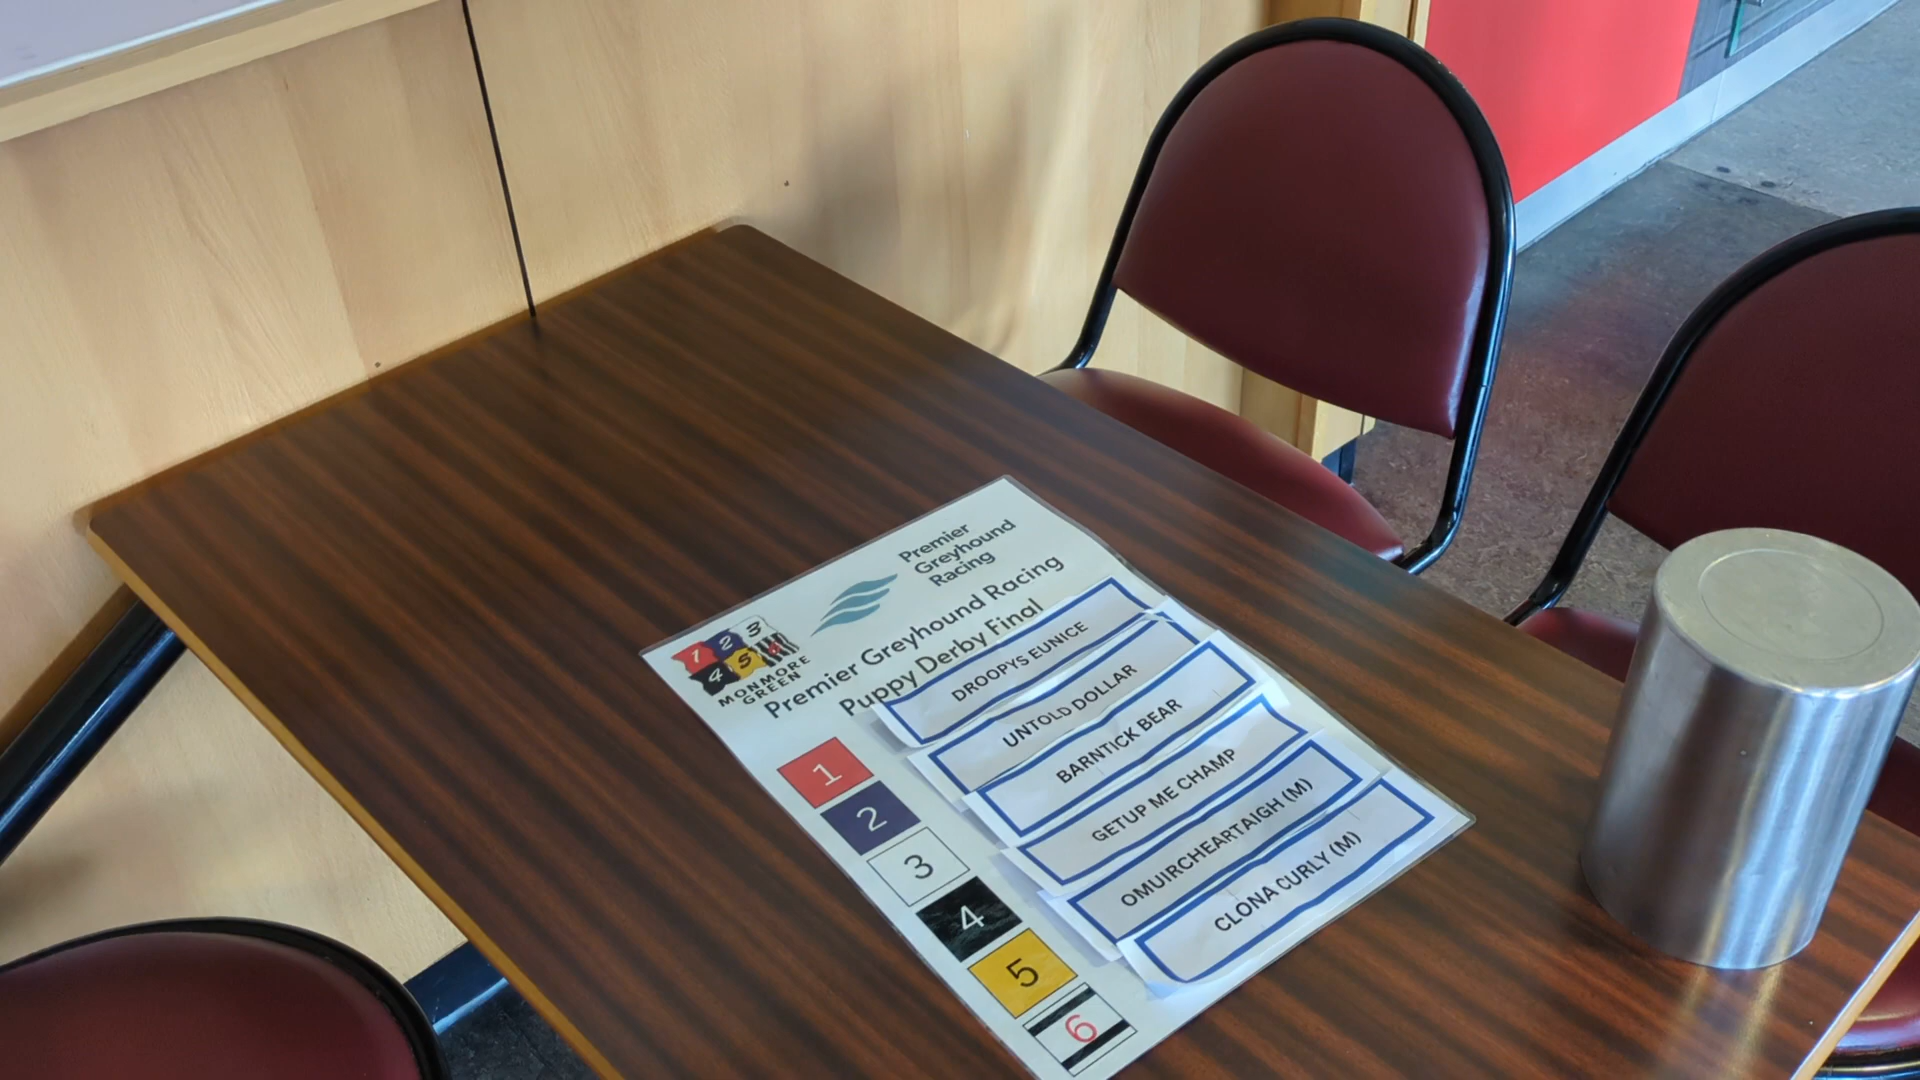 Premier
Greyhound
Racing
1 2 3
4 5 6
MONMORE
GREEN
Premier Greyhound Racing
Puppy Derby Final
DROOPYS EUNICE
UNTOLD DOLLAR
BARNTICK BEAR
GETUP ME CHAMP
OMUIRCHEARTAIGH (M)
CLONA CURLY (M)
1
2
3
4
5
6